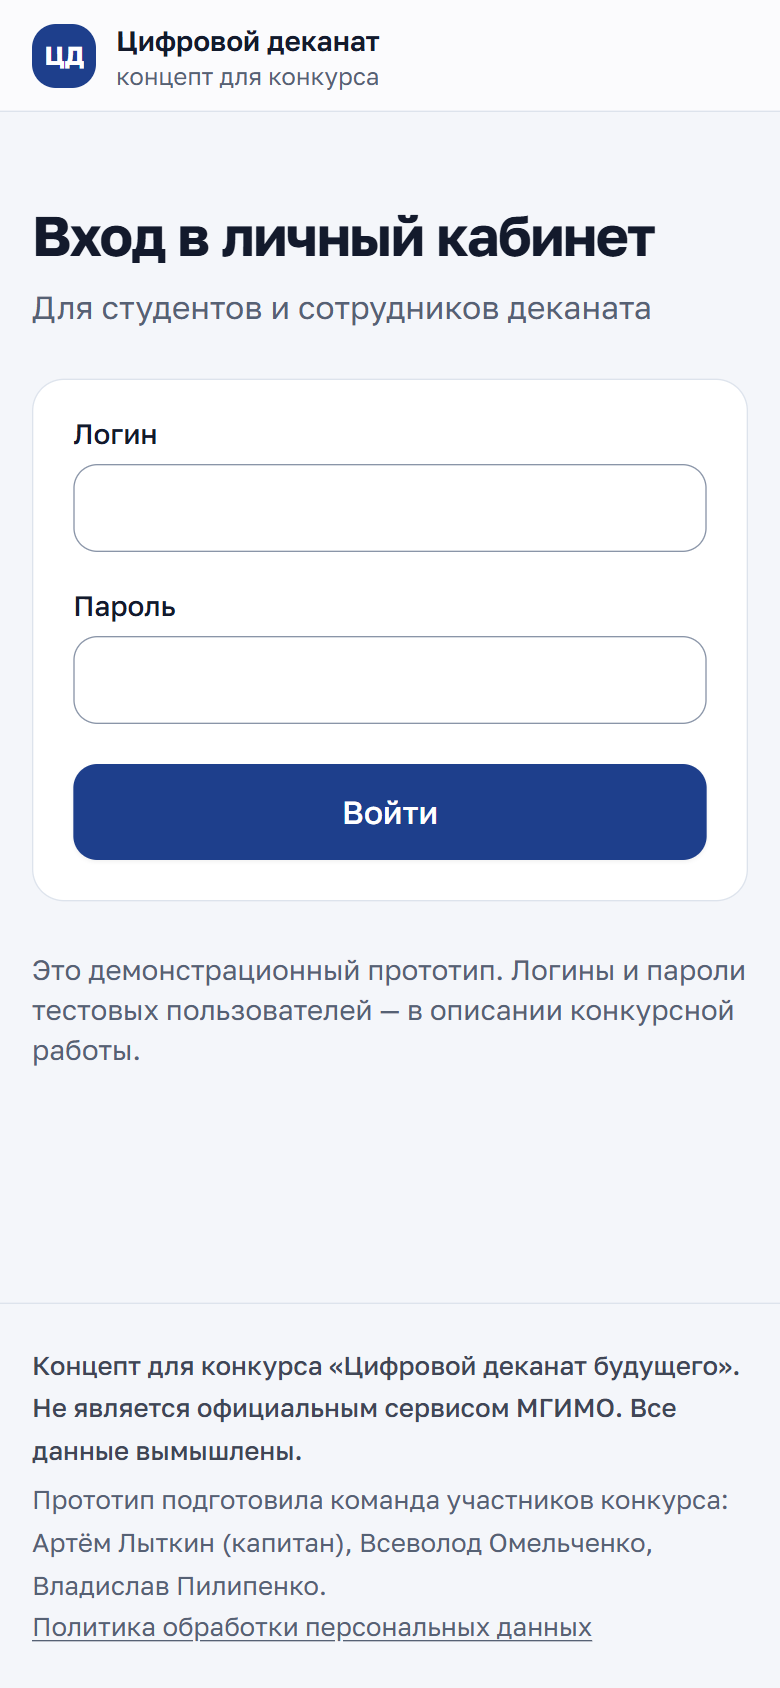 ЦД
Цифровой деканат
концепт для конкурса
Вход в личный кабинет
Для студентов и сотрудников деканата
Логин
Пароль
Войти
Это демонстрационный прототип. Логины и пароли
тестовых пользователей — в описании конкурсной
работы.
Концепт для конкурса «Цифровой деканат будущего».
Не является официальным сервисом МГИМО. Все
данные вымышлены.
Прототип подготовила команда участников конкурса:
Артём Лыткин (капитан), Всеволод Омельченко,
Владислав Пилипенко.
Политика обработки персональных данных